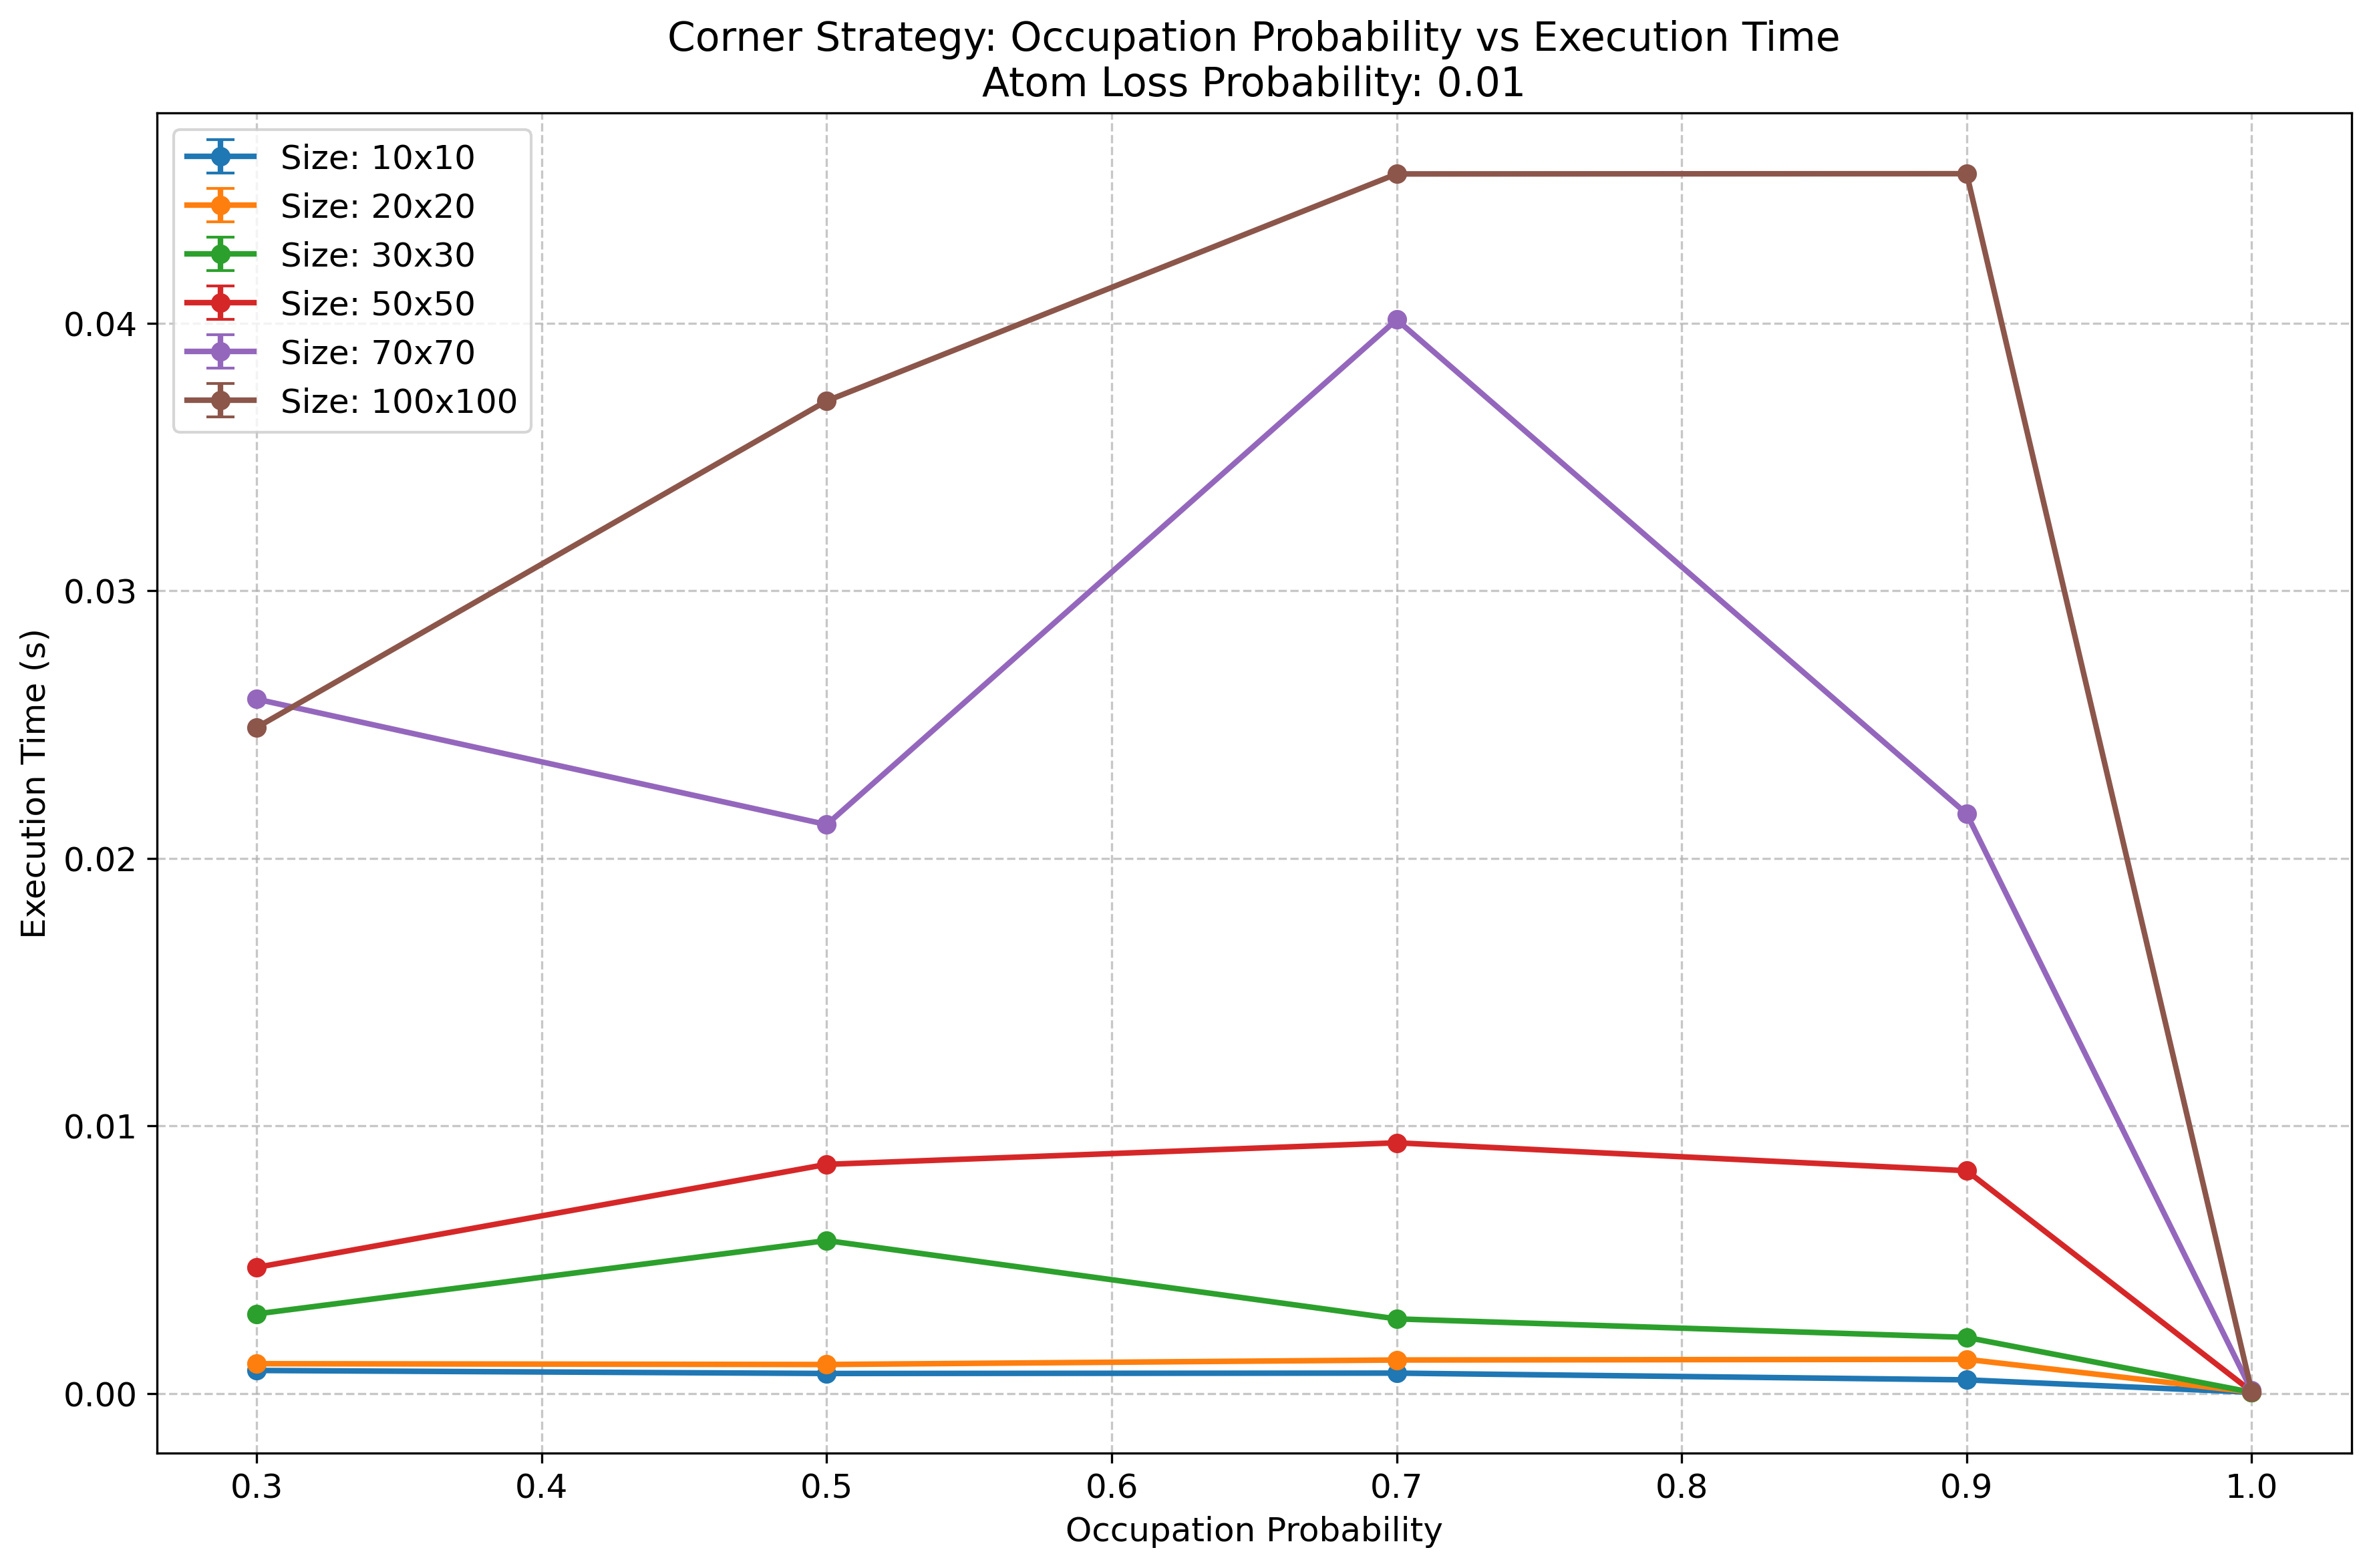 Corner Strategy: Occupation Probability vs Execution Time
Atom Loss Probability: 0.01
Size: 10x10
Size: 20x20
Size: 30x30
Size: 50x50
Size: 70x70
Size: 100x100
Execution Time (s)
0.04
0.03
0.02
0.01
0.00
0.3 0.4 0.5 0.6 0.7 0.8 0.9 1.0
Occupation Probability